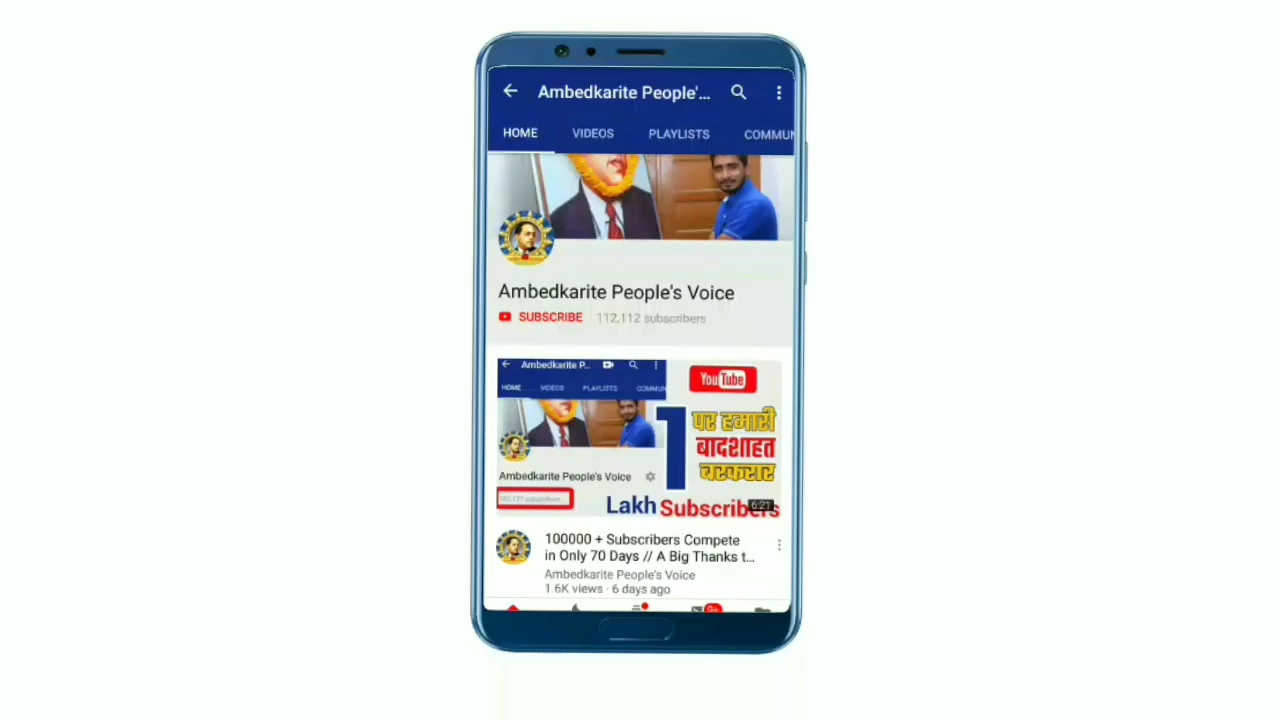 Ambedkarite People'...
HOME VIDEOS PLAYLISTS COMMUN
Ambedkarite People's Voice
SUBSCRIBE 112,112 subscribers
Ambedkarite P...
HOME VIDEOS PLAYLISTS COMMUN
YouTube
1 पर हमारी
बादशाहत
बरकरार
Ambedkarite People's Voice
Lakh Subscribers
6:21
100000 + Subscribers Compete
in Only 70 Days // A Big Thanks t...
Ambedkarite People's Voice
1.6K views · 6 days ago
9+